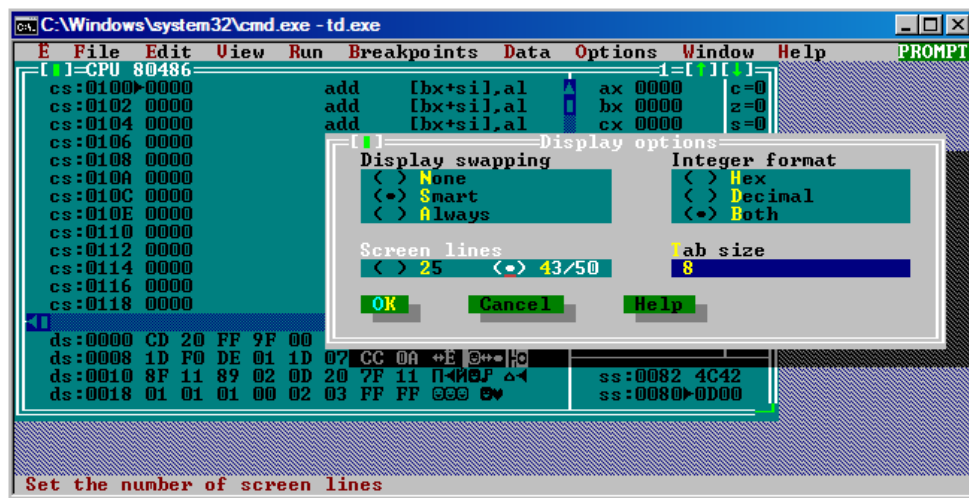 C:\Windows\system32\cmd.exe - td.exe
Ё File Edit View Run Breakpoints Data Options Window Help PROMPT
[▮]=CPU 80486 1=[↑][↓]
cs:0100►0000 add [bx+si],al ax 0000 c=0
cs:0102 0000 add [bx+si],al bx 0000 z=0
cs:0104 0000 add [bx+si],al cx 0000 s=0
cs:0106 0000
cs:0108 0000
cs:010A 0000
cs:010C 0000
cs:010E 0000
cs:0110 0000
cs:0112 0000
cs:0114 0000
cs:0116 0000
cs:0118 0000
[▮] Display options
Display swapping Integer format
( ) None ( ) Hex
(•) Smart ( ) Decimal
( ) Always (•) Both
Screen lines Tab size
( ) 25 (•) 43/50 8
OK Cancel Help
ds:0000 CD 20 FF 9F 00
ds:0008 1D F0 DE 01 1D 07 CC 0A
ds:0010 8F 11 89 02 0D 20 7F 11 ss:0082 4C42
ds:0018 01 01 01 00 02 03 FF FF ss:0080►0D00
Set the number of screen lines